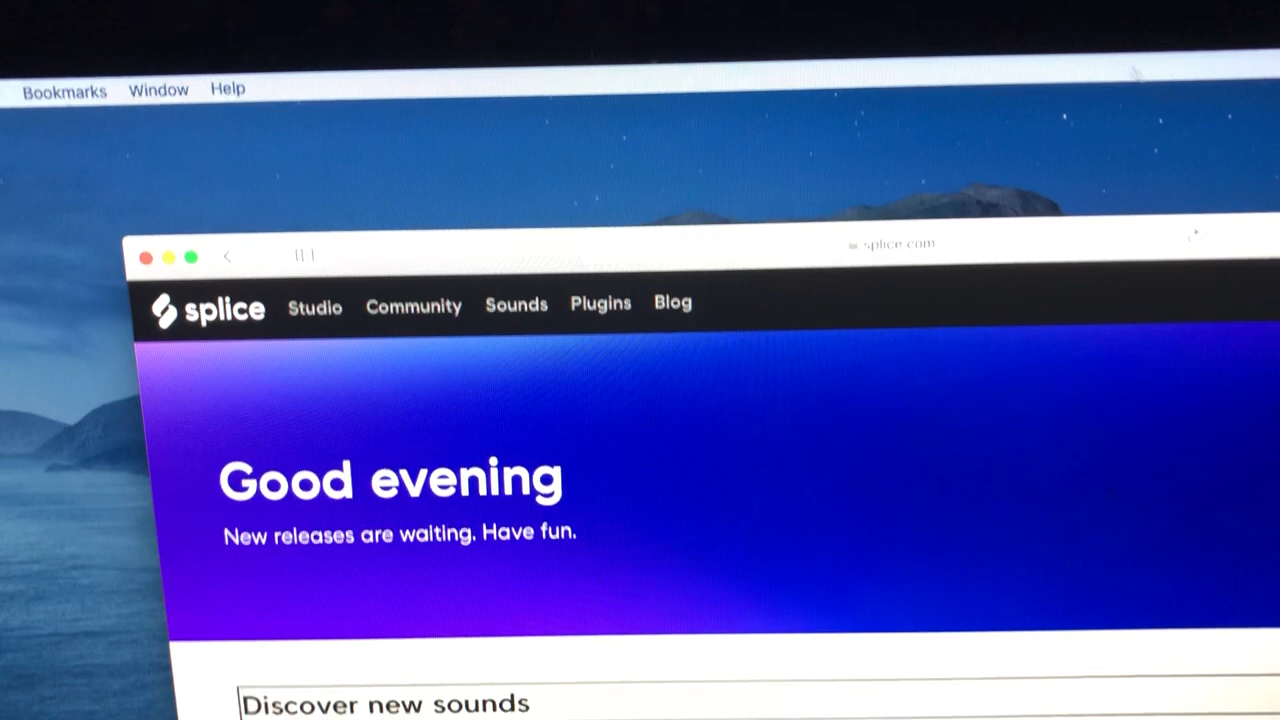 Bookmarks Window Help
splice.com
splice Studio Community Sounds Plugins Blog
Good evening
New releases are waiting. Have fun.
Discover new sounds